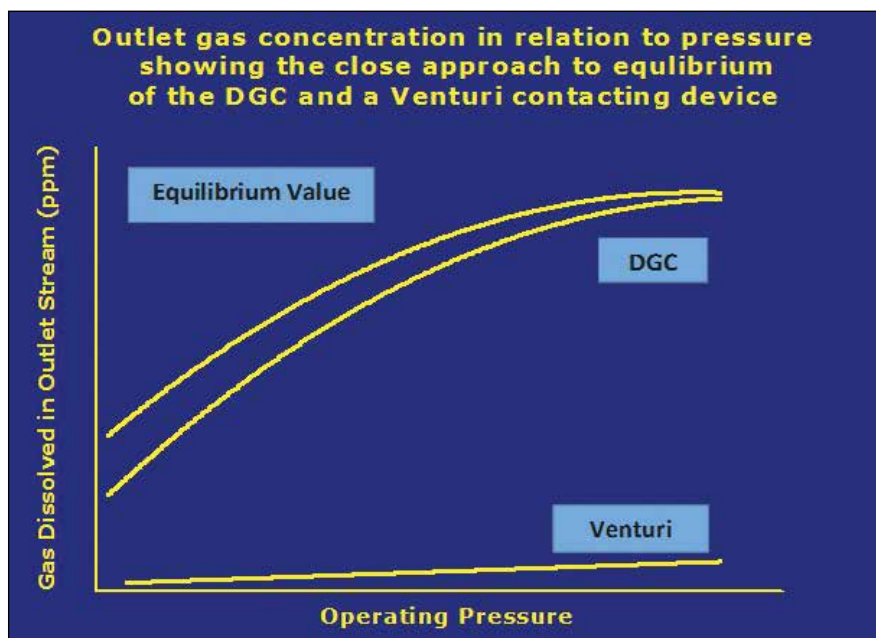 Outlet gas concentration in relation to pressure
showing the close approach to equlibrium
of the DGC and a Venturi contacting device
Gas Dissolved in Outlet Stream (ppm)
Equilibrium Value
DGC
Venturi
Operating Pressure